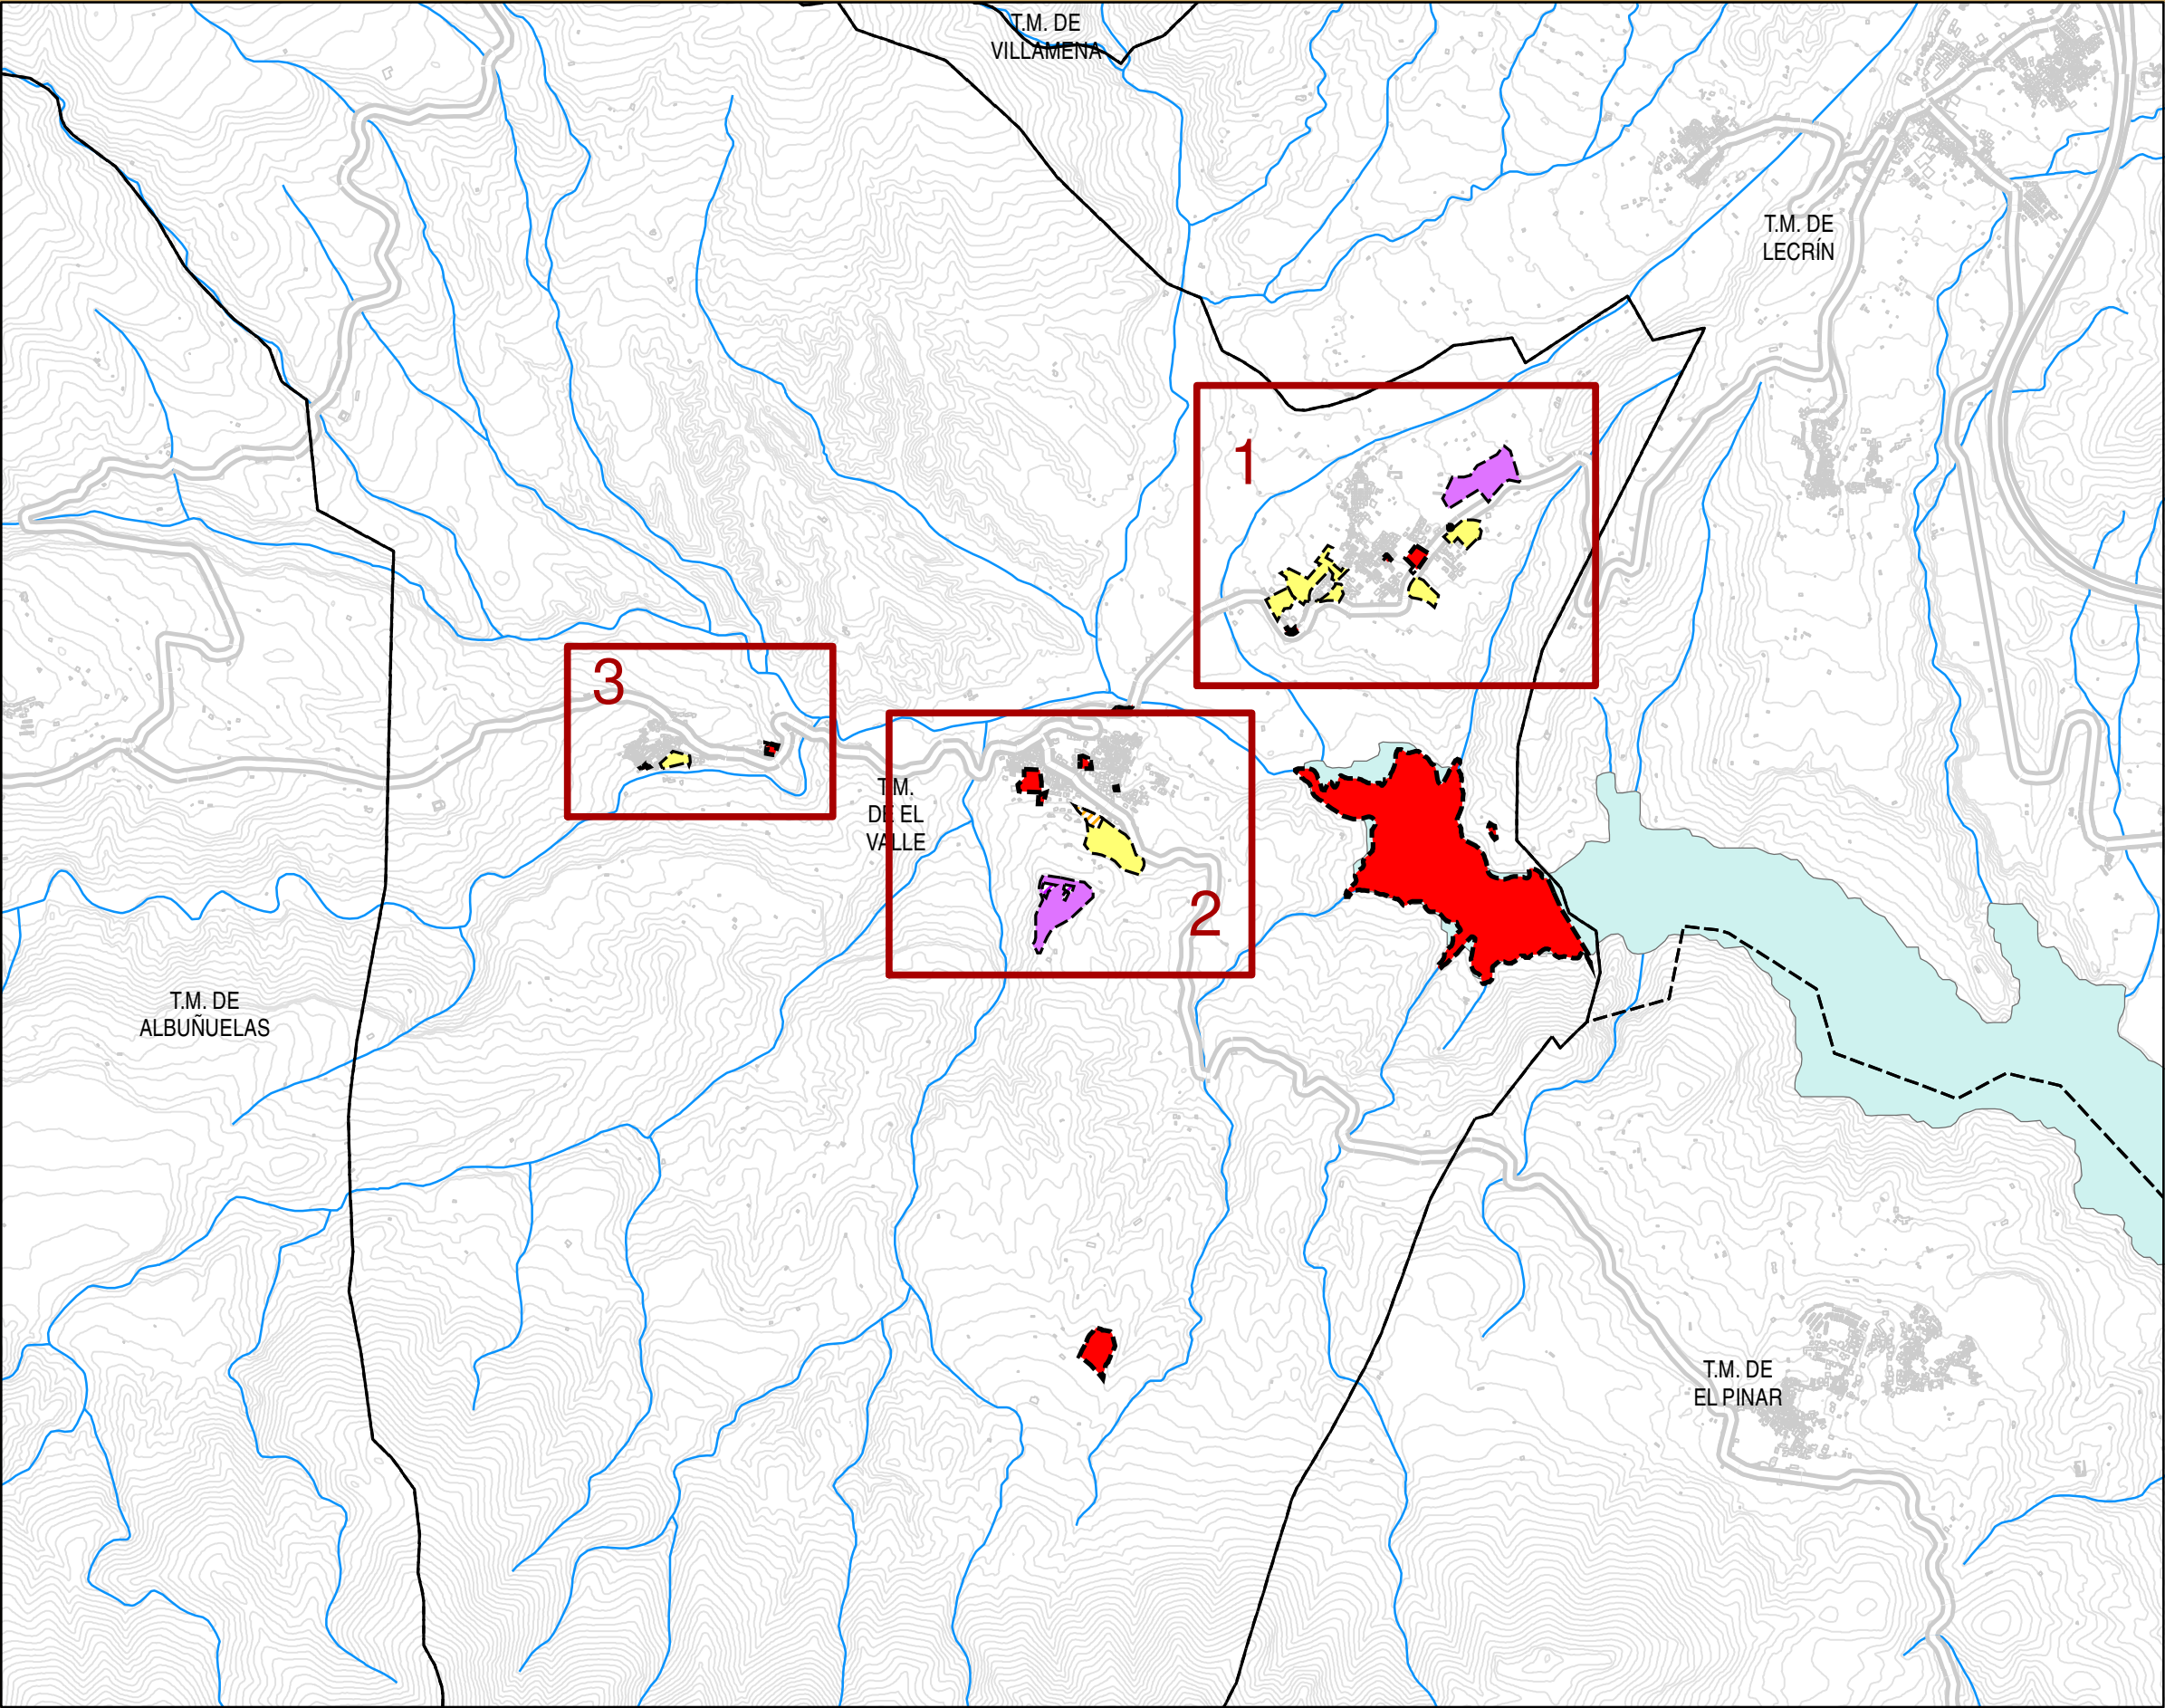 T.M. DE
VILLAMENA
T.M. DE
LECRÍN
1
3
T.M.
DE EL
VALLE
2
T.M. DE
ALBUÑUELAS
T.M. DE
EL PINAR